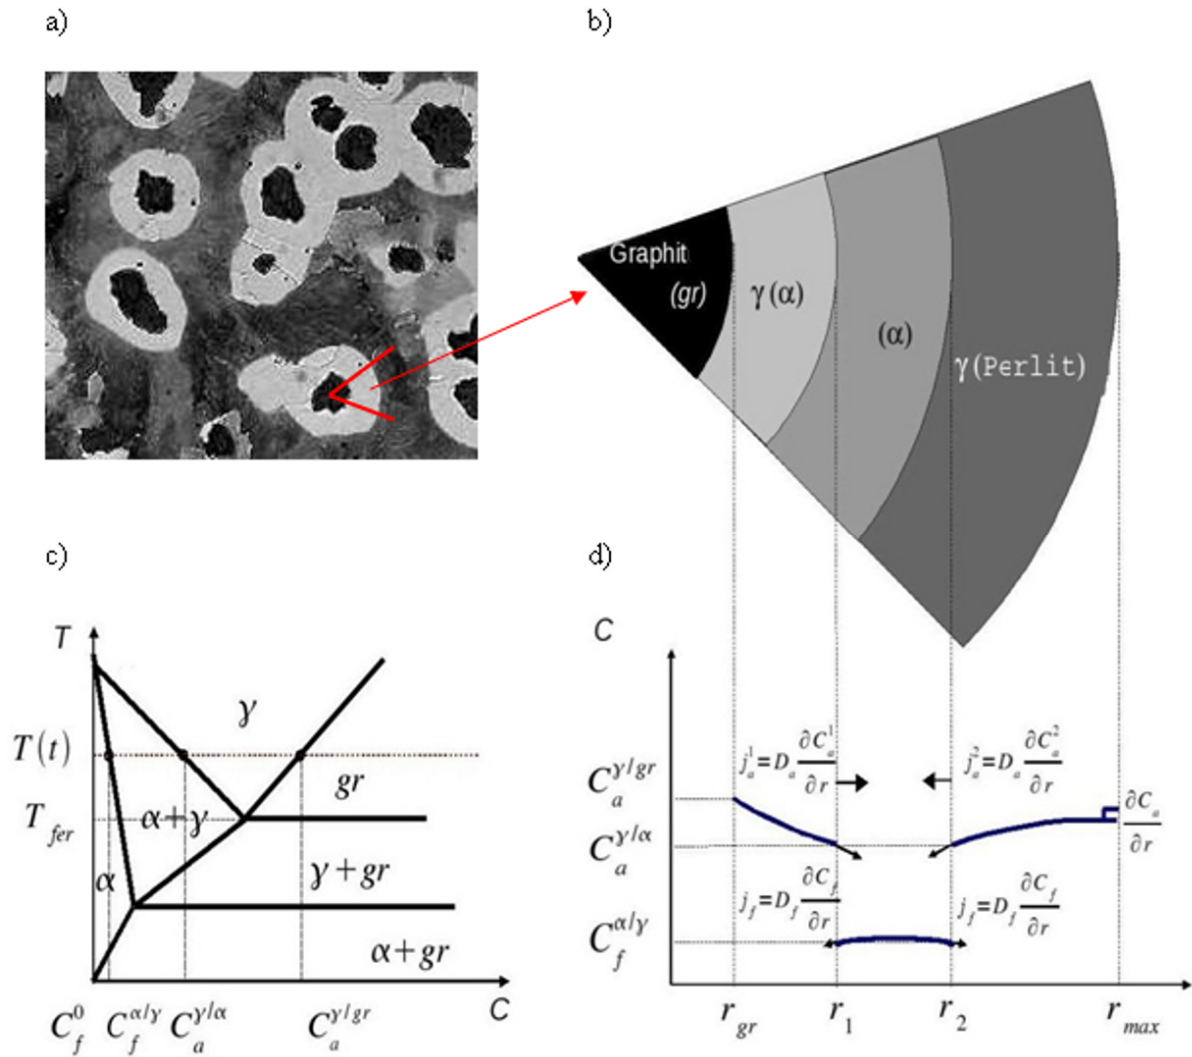 a)
b)
Graphit
(gr)
γ(α)
(α)
γ(Perlit)
c)
T
T(t)
T_fer
γ
gr
α+γ
α
γ+gr
α+gr
C
C_f^0 C_f^α/γ C_a^γ/α C_a^γ/gr
d)
C
j_a^1=D_a ∂C_a^1/∂r
j_a^2=D_a ∂C_a^2/∂r
C_a^γ/gr
∂C_a/∂r
C_a^γ/α
j_f=D_f ∂C_f/∂r
j_f=D_f ∂C_f/∂r
C_f^α/γ
r_gr r_1 r_2 r_max